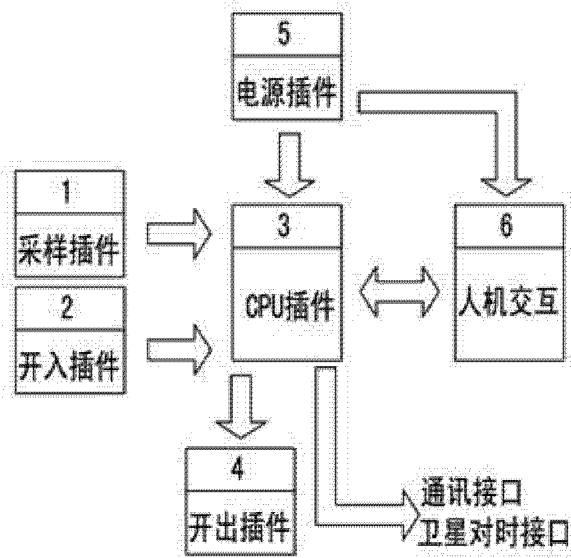 5
电源插件
1
采样插件
2
开入插件
3
CPU插件
6
人机交互
4
开出插件
通讯接口
卫星对时接口